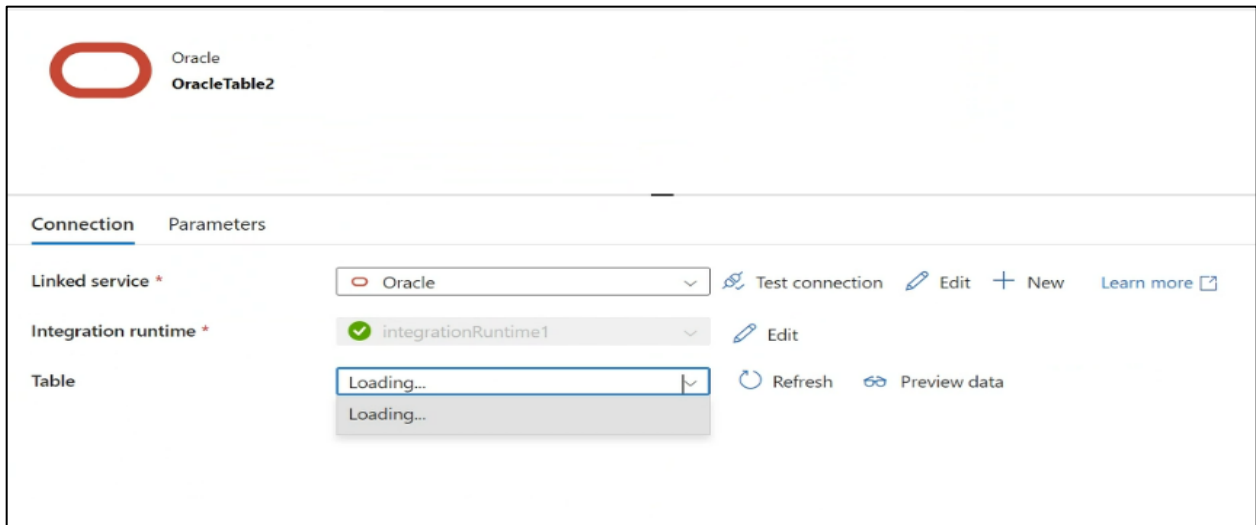 Oracle
OracleTable2
Connection Parameters
Linked service * Oracle Test connection Edit New Learn more
Integration runtime * integrationRuntime1 Edit
Table Loading... Refresh Preview data
Loading...